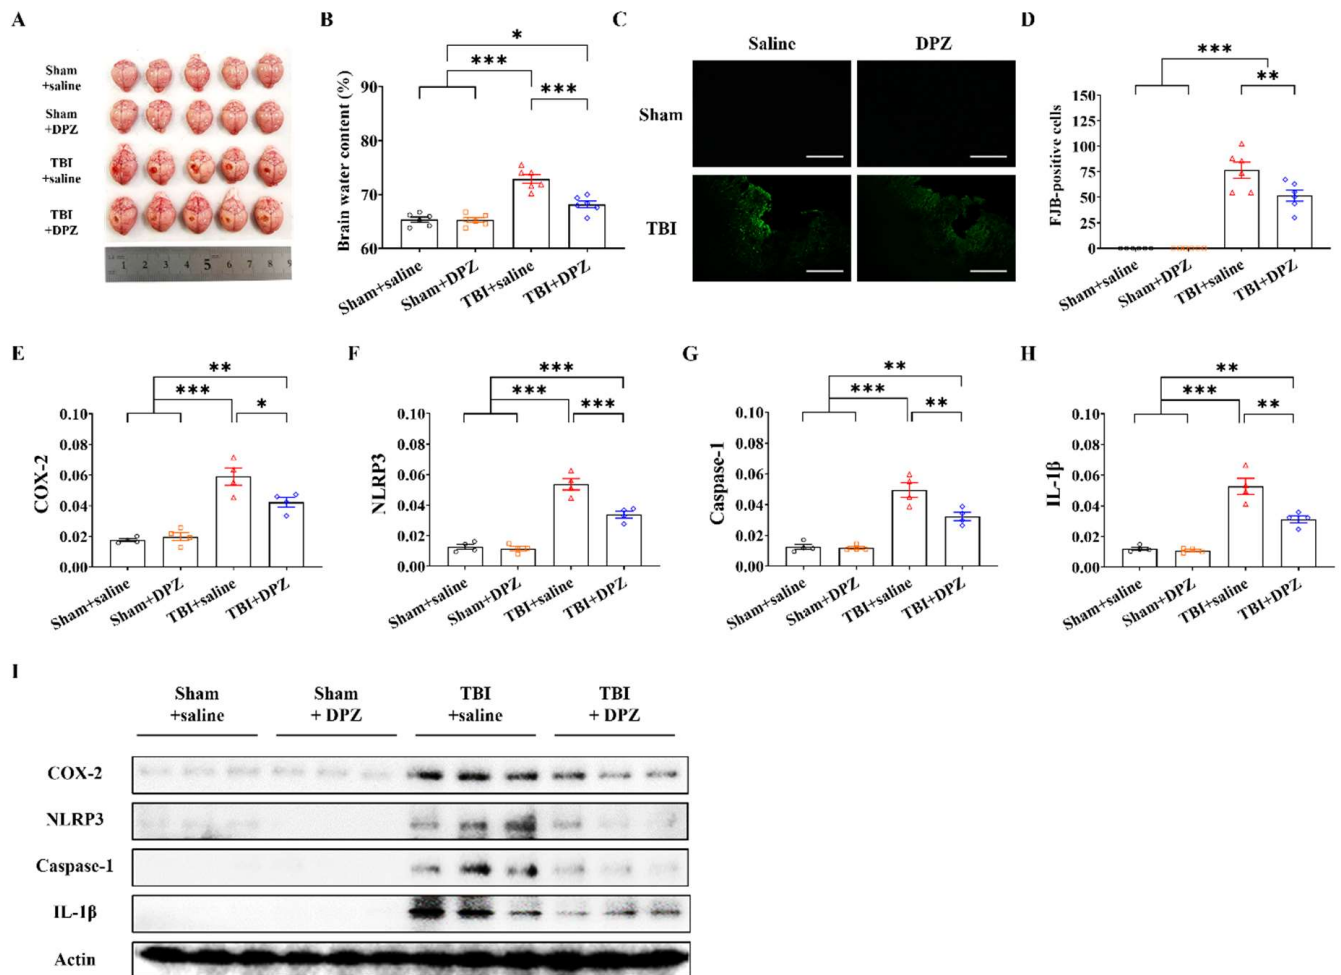 A
Sham
+saline
Sham
+DPZ
TBI
+saline
TBI
+DPZ
1 2 3 4 5 6 7 8 9
B
Brain water content (%)
90
80
70
60
*
***
***
Sham+saline
Sham+DPZ
TBI+saline
TBI+DPZ
C
Saline
DPZ
Sham
TBI
D
FJB-positive cells
150
125
100
75
50
25
0
***
**
Sham+saline
Sham+DPZ
TBI+saline
TBI+DPZ
E
COX-2
0.10
0.08
0.06
0.04
0.02
0.00
**
***
*
Sham+saline
Sham+DPZ
TBI+saline
TBI+DPZ
F
NLRP3
0.10
0.08
0.06
0.04
0.02
0.00
***
***
***
Sham+saline
Sham+DPZ
TBI+saline
TBI+DPZ
G
Caspase-1
0.10
0.08
0.06
0.04
0.02
0.00
**
***
**
Sham+saline
Sham+DPZ
TBI+saline
TBI+DPZ
H
IL-1β
0.10
0.08
0.06
0.04
0.02
0.00
**
***
**
Sham+saline
Sham+DPZ
TBI+saline
TBI+DPZ
I
Sham
+saline
Sham
+ DPZ
TBI
+saline
TBI
+ DPZ
COX-2
NLRP3
Caspase-1
IL-1β
Actin